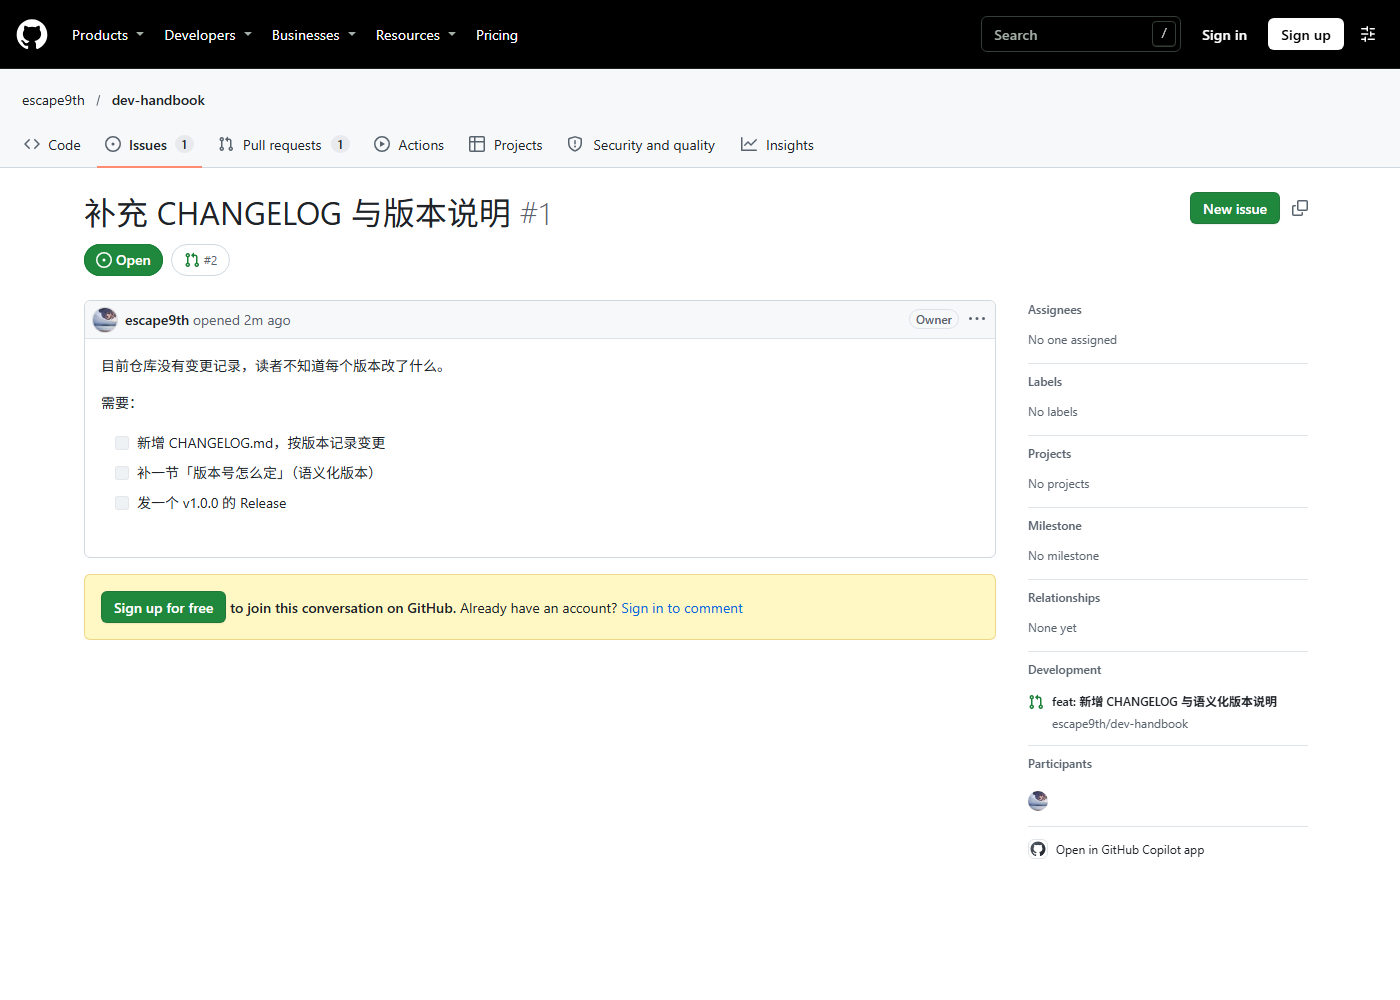 Products Developers Businesses Resources Pricing Search / Sign in Sign up
escape9th / dev-handbook
Code Issues 1 Pull requests 1 Actions Projects Security and quality Insights
补充 CHANGELOG 与版本说明 #1
New issue
Open #2
escape9th opened 2m ago Owner
目前仓库没有变更记录，读者不知道每个版本改了什么。
需要：
新增 CHANGELOG.md，按版本记录变更
补一节「版本号怎么定」（语义化版本）
发一个 v1.0.0 的 Release
Sign up for free to join this conversation on GitHub. Already have an account? Sign in to comment
Assignees
No one assigned
Labels
No labels
Projects
No projects
Milestone
No milestone
Relationships
None yet
Development
feat: 新增 CHANGELOG 与语义化版本说明
escape9th/dev-handbook
Participants
Open in GitHub Copilot app